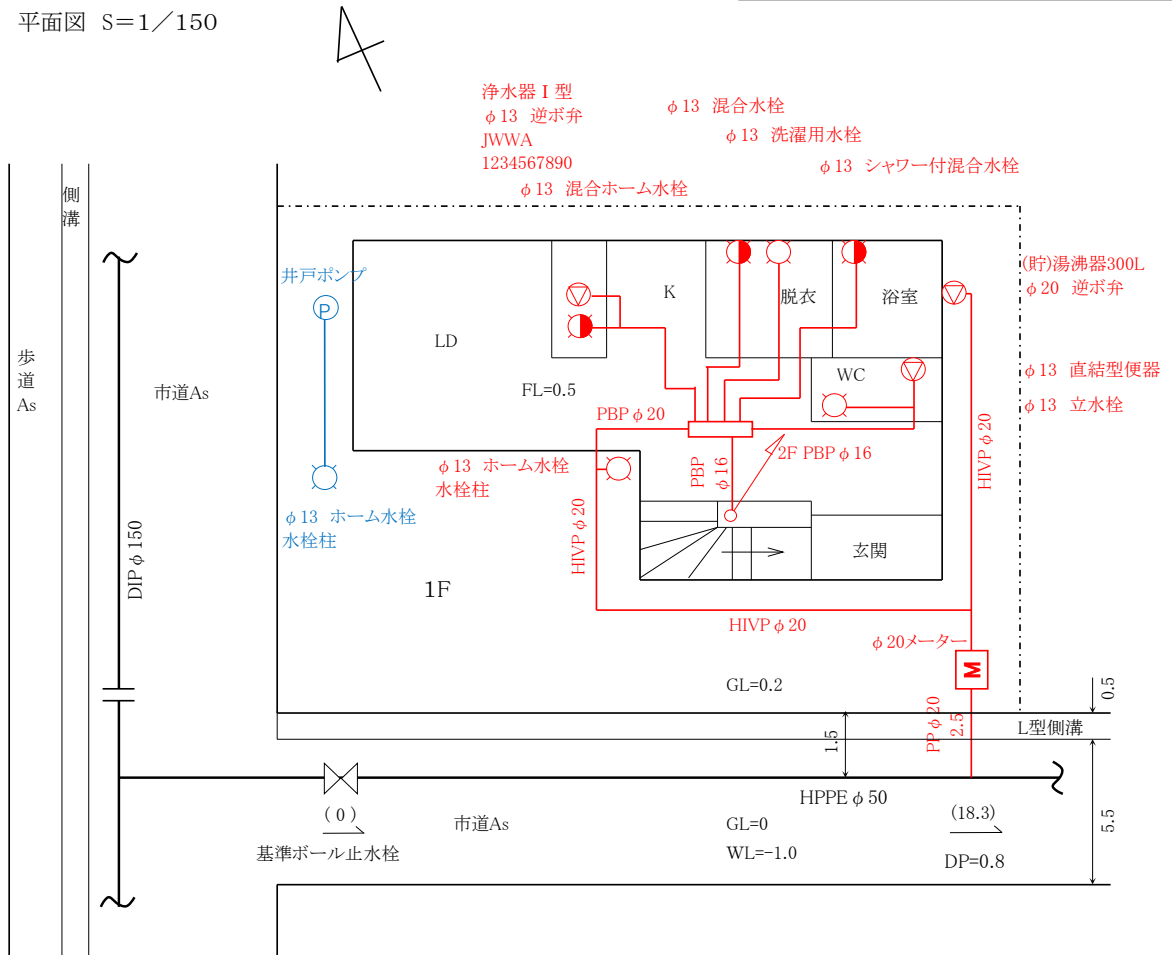 平面図 S＝1／150
浄水器Ⅰ型
φ13 逆ボ弁
JWWA
1234567890
φ13 混合水栓
φ13 洗濯用水栓
φ13 シャワー付混合水栓
φ13 混合ホーム水栓
側溝
井戸ポンプ
P
K
脱衣
浴室
(貯)湯沸器300L
φ20 逆ボ弁
LD
歩道As
市道As
FL=0.5
WC
φ13 直結型便器
φ13 立水栓
PBPφ20
2F PBPφ16
PBP
φ16
HIVPφ20
φ13 ホーム水栓
水栓柱
φ13 ホーム水栓
水栓柱
HIVPφ20
DIPφ150
玄関
1F
HIVPφ20
φ20メーター
M
GL=0.2
0.5
PPφ20
2.5
1.5
L型側溝
HPPEφ50
(0)
基準ボール止水栓
市道As
GL=0
WL=-1.0
(18.3)
DP=0.8
5.5